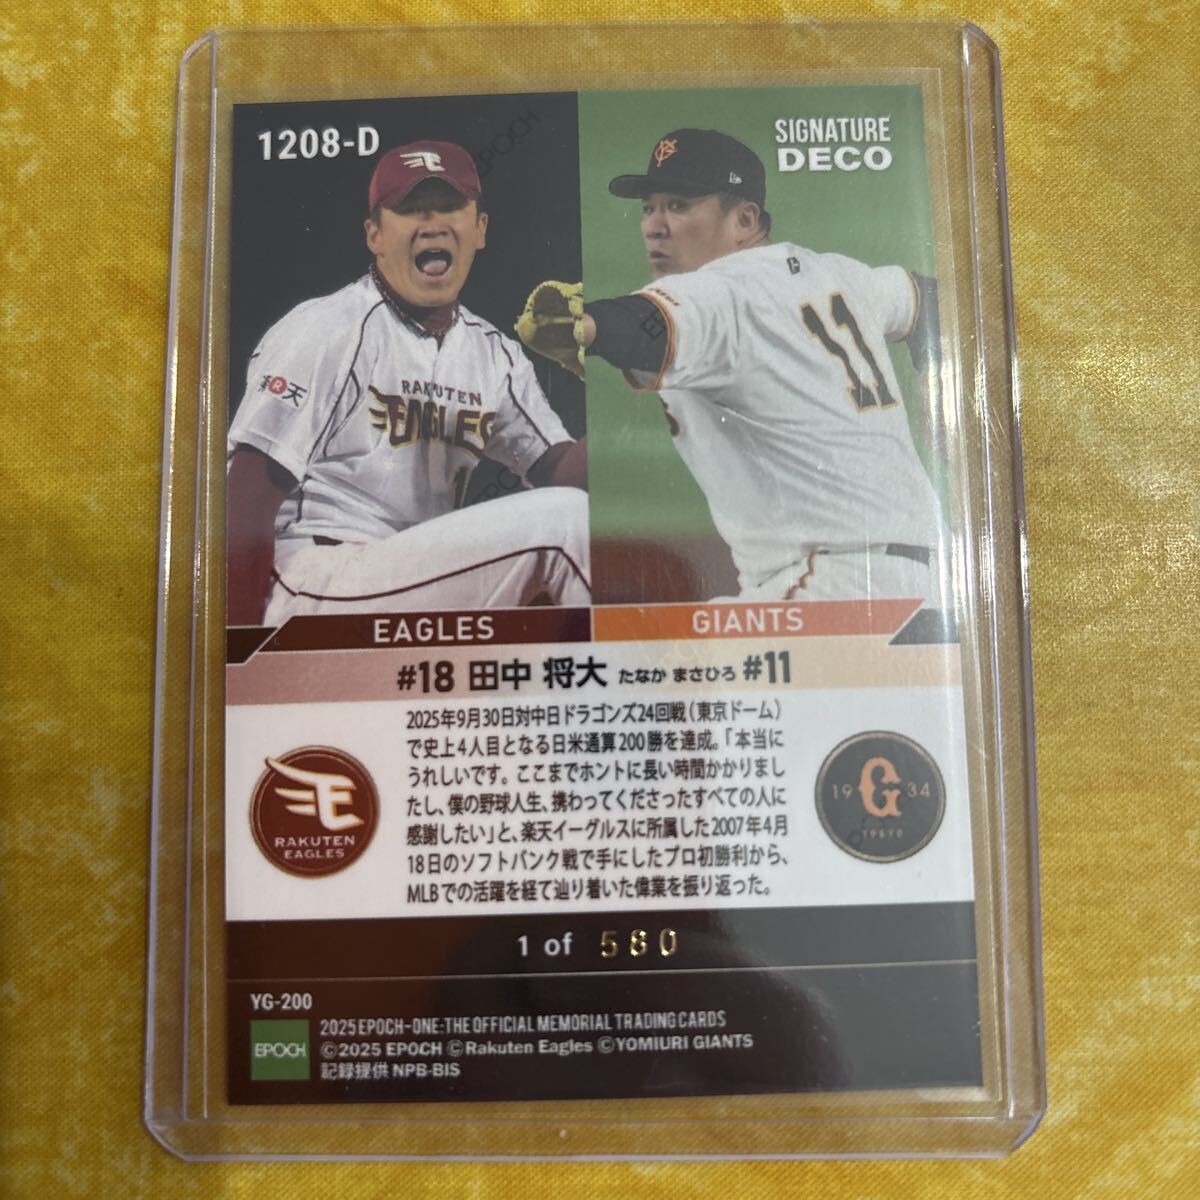 1208-D
SIGNATURE
DECO
EPOCH
楽R天
RAKUTEN
EAGLES
11
EPOCH
EAGLES
GIANTS
#18 田中 将大 たなか まさひろ #11
2025年9月30日対中日ドラゴンズ24回戦(東京ドーム)
で史上4人目となる日米通算200勝を達成。「本当に
うれしいです。ここまでホントに長い時間かかりまし
たし、僕の野球人生、携わってくださったすべての人に
感謝したい」と、楽天イーグルスに所属した2007年4月
18日のソフトバンク戦で手にしたプロ初勝利から、
MLBでの活躍を経て辿り着いた偉業を振り返った。
RAKUTEN
EAGLES
19 G 34
TOKYO
1 of 580
YG-200
EPOCH
2025 EPOCH-ONE:THE OFFICIAL MEMORIAL TRADING CARDS
©2025 EPOCH ©Rakuten Eagles ©YOMIURI GIANTS
記録提供 NPB-BIS